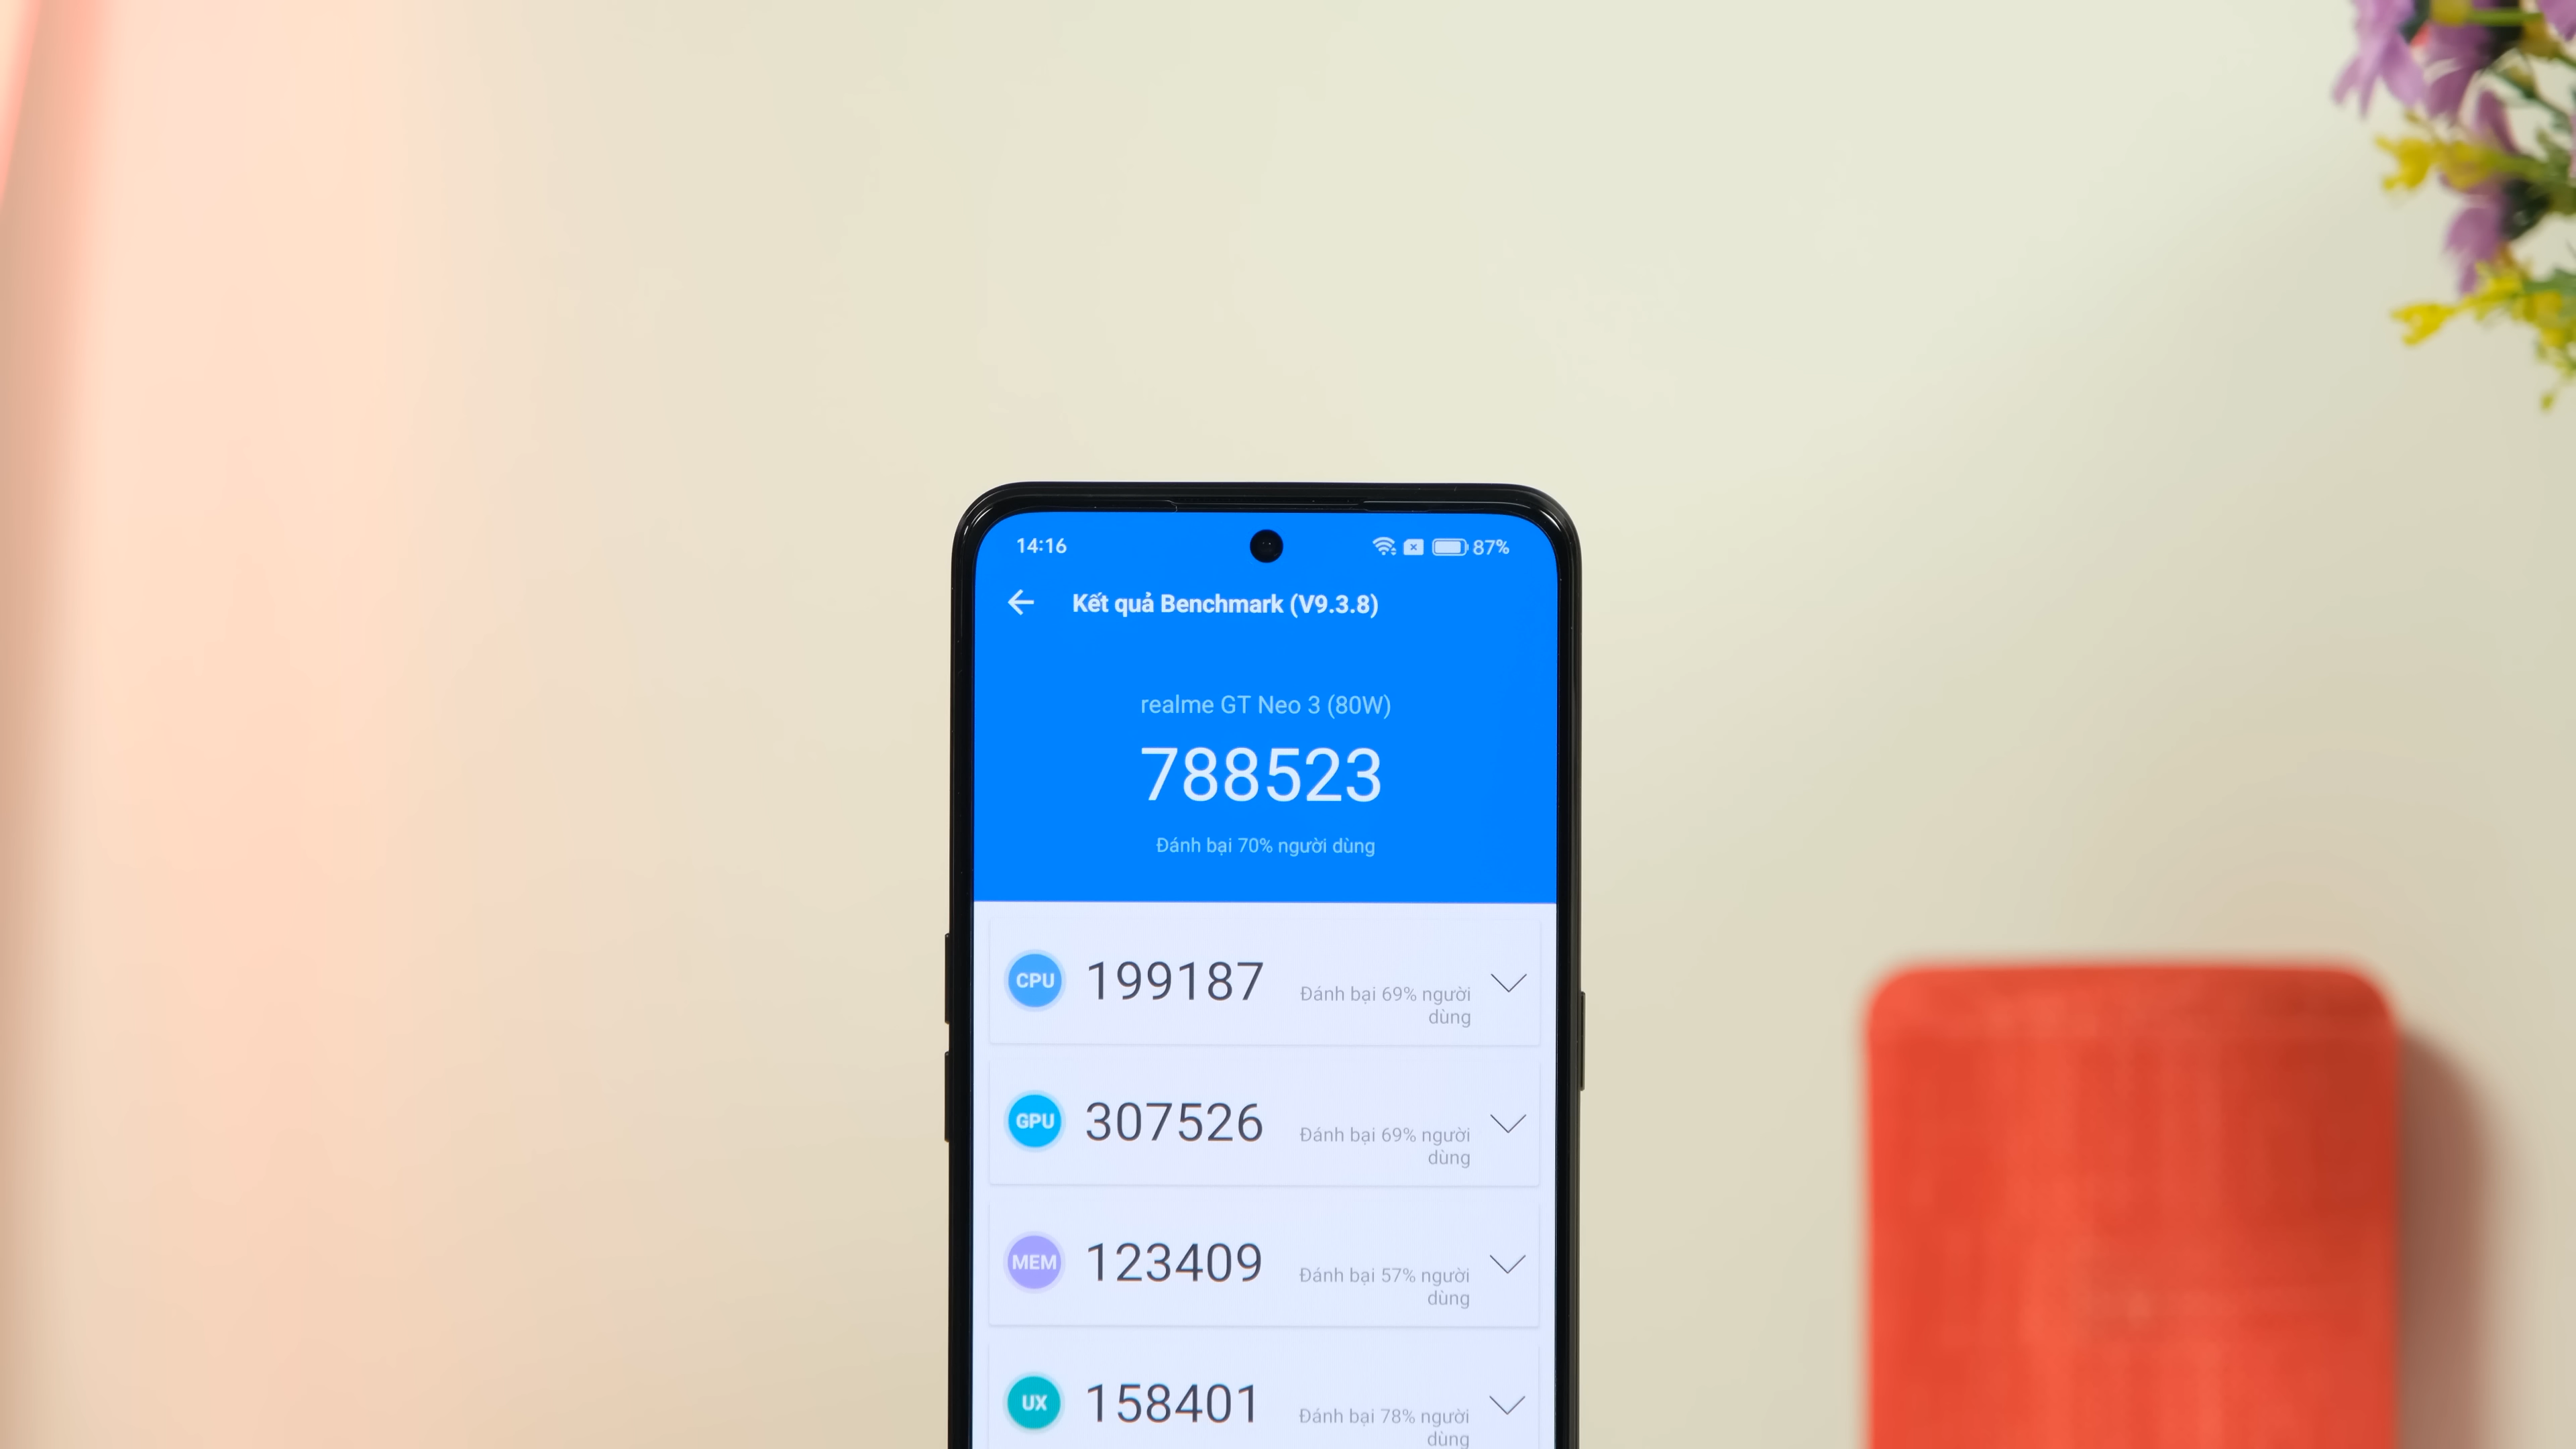 14:16 87%
Kết quả Benchmark (V9.3.8)
realme GT Neo 3 (80W)
788523
Đánh bại 70% người dùng
CPU 199187 Đánh bại 69% người
dùng
GPU 307526 Đánh bại 69% người
dùng
MEM 123409 Đánh bại 57% người
dùng
UX 158401 Đánh bại 78% người
dùng